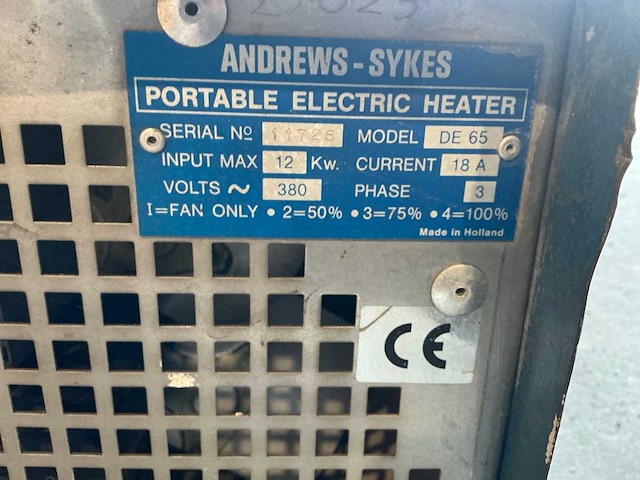 25025
ANDREWS-SYKES
PORTABLE ELECTRIC HEATER
SERIAL Nº 11726 MODEL DE 65
INPUT MAX 12 Kw. CURRENT 18 A
VOLTS ~ 380 PHASE 3
I=FAN ONLY • 2=50% • 3=75% • 4=100%
Made in Holland
CE